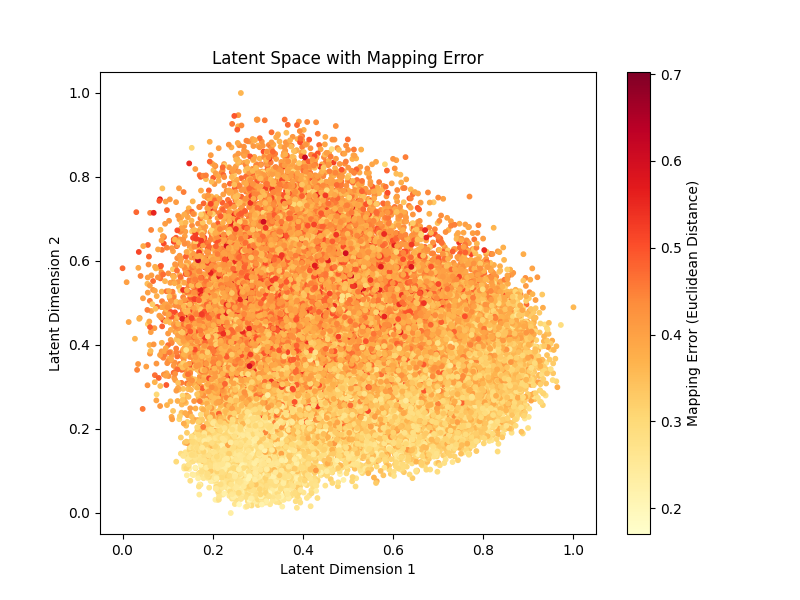 Latent Space with Mapping Error
1.0
0.8
0.6
0.4
0.2
0.0
Latent Dimension 2
0.0 0.2 0.4 0.6 0.8 1.0
Latent Dimension 1
0.7
0.6
0.5
0.4
0.3
0.2
Mapping Error (Euclidean Distance)